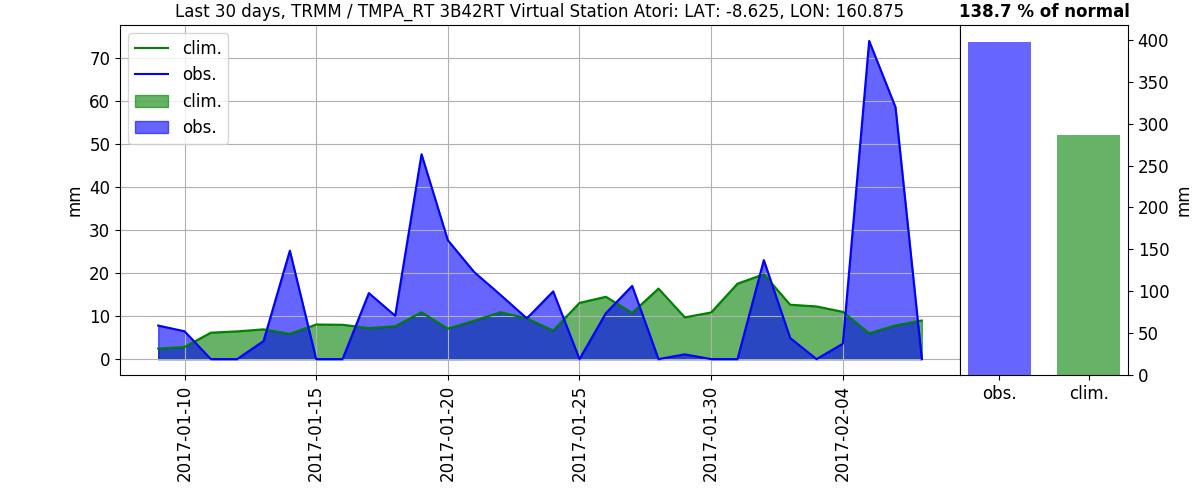 Last 30 days, TRMM / TMPA_RT 3B42RT Virtual Station Atori: LAT: -8.625, LON: 160.875
138.7 % of normal
clim.
obs.
clim.
obs.
70
60
50
40
30
20
10
0
mm
2017-01-10
2017-01-15
2017-01-20
2017-01-25
2017-01-30
2017-02-04
400
350
300
250
200
150
100
50
0
mm
obs.
clim.